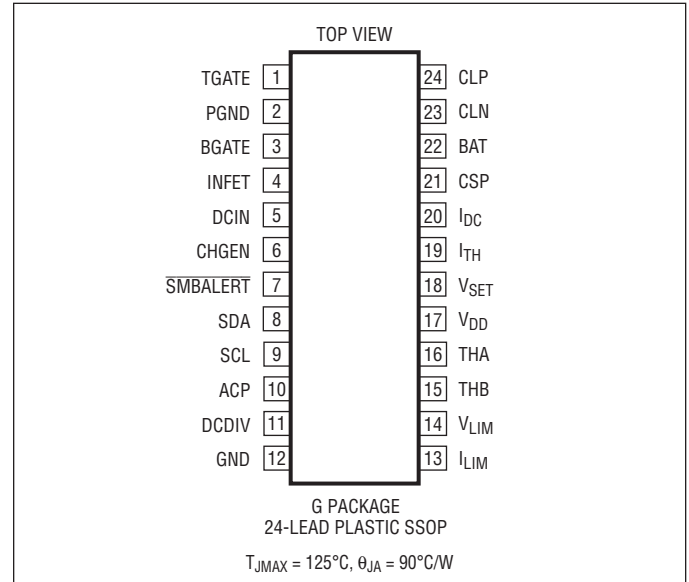 TOP VIEW
TGATE 1 24 CLP
PGND 2 23 CLN
BGATE 3 22 BAT
INFET 4 21 CSP
DCIN 5 20 IDC
CHGEN 6 19 ITH
SMBALERT 7 18 VSET
SDA 8 17 VDD
SCL 9 16 THA
ACP 10 15 THB
DCDIV 11 14 VLIM
GND 12 13 ILIM
G PACKAGE
24-LEAD PLASTIC SSOP
TJMAX = 125°C, θJA = 90°C/W